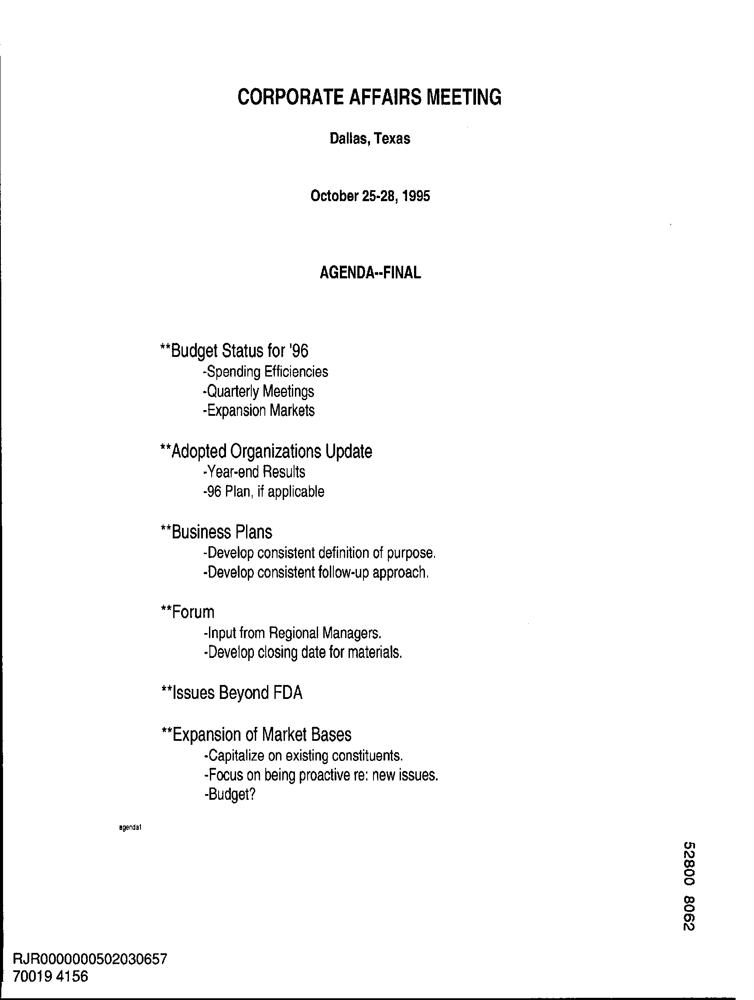 CORPORATE AFFAIRS MEETING
Dallas, Texas
October 25-28, 1995
AGENDA--FINAL
**Budget Status for '96
-Spending Efficiencies
-Quarterly Meetings
-Expansion Markets
**Adopted Organizations Update
-Year-end Results
-96 Plan, if applicable
**Business Plans
-Develop consistent definition of purpose.
-Develop consistent follow-up approach.
**Forum
-Input from Regional Managers.
-Develop closing date for materials.
**Issues Beyond FDA
**Expansion of Market Bases
-Capitalize on existing constituents.
-Focus on being proactive re: new issues.
-Budget?
agenda1
52800 8062
RJR0000000502030657
70019 4156